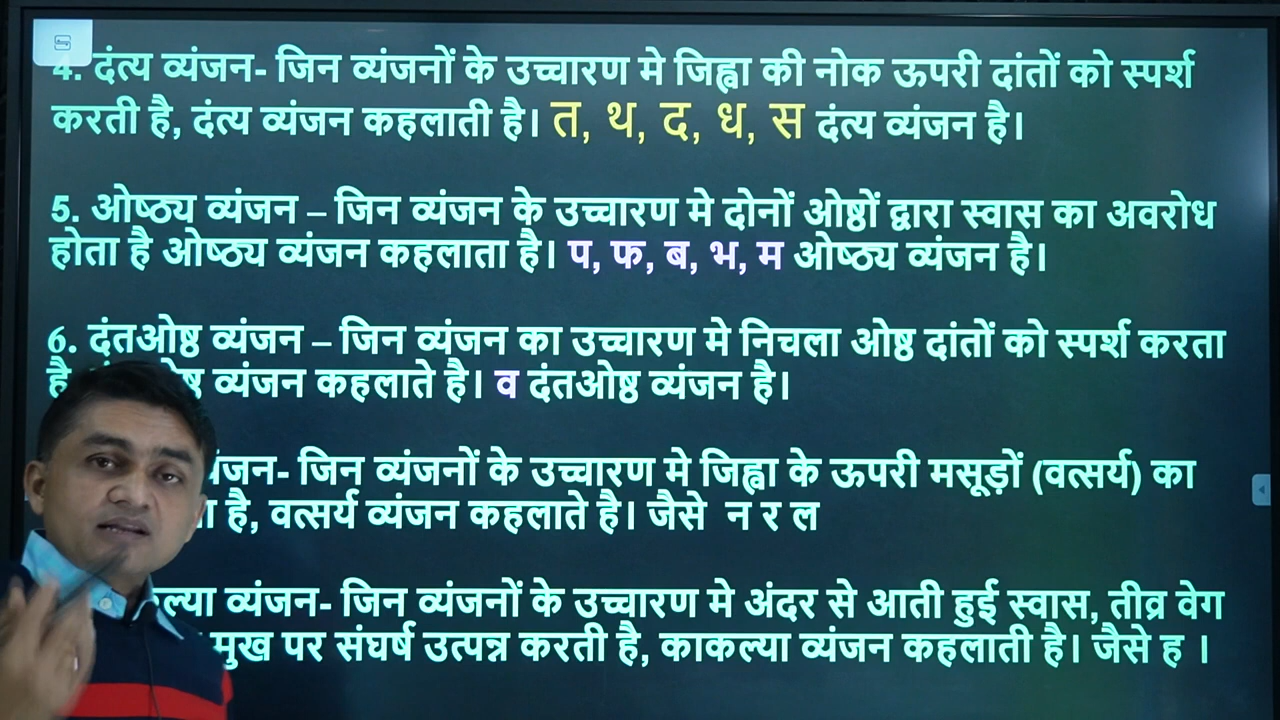 4. दंत्य व्यंजन- जिन व्यंजनों के उच्चारण मे जिह्वा की नोक ऊपरी दांतों को स्पर्श
करती है, दंत्य व्यंजन कहलाती है। त, थ, द, ध, स दंत्य व्यंजन है।
5. ओष्ठ्य व्यंजन – जिन व्यंजन के उच्चारण मे दोनों ओष्ठों द्वारा स्वास का अवरोध
होता है ओष्ठ्य व्यंजन कहलाता है। प, फ, ब, भ, म ओष्ठ्य व्यंजन है।
6. दंतओष्ठ व्यंजन – जिन व्यंजन का उच्चारण मे निचला ओष्ठ दांतों को स्पर्श करता
है व्यंजन कहलाते है। व दंतओष्ठ व्यंजन है।
जिन व्यंजनों के उच्चारण मे जिह्वा के ऊपरी मसूड़ों (वत्सर्य) का
है, वत्सर्य व्यंजन कहलाते है। जैसे न र ल
व्यंजन- जिन व्यंजनों के उच्चारण मे अंदर से आती हुई स्वास, तीव्र वेग
मुख पर संघर्ष उत्पन्न करती है, काकल्या व्यंजन कहलाती है। जैसे ह ।